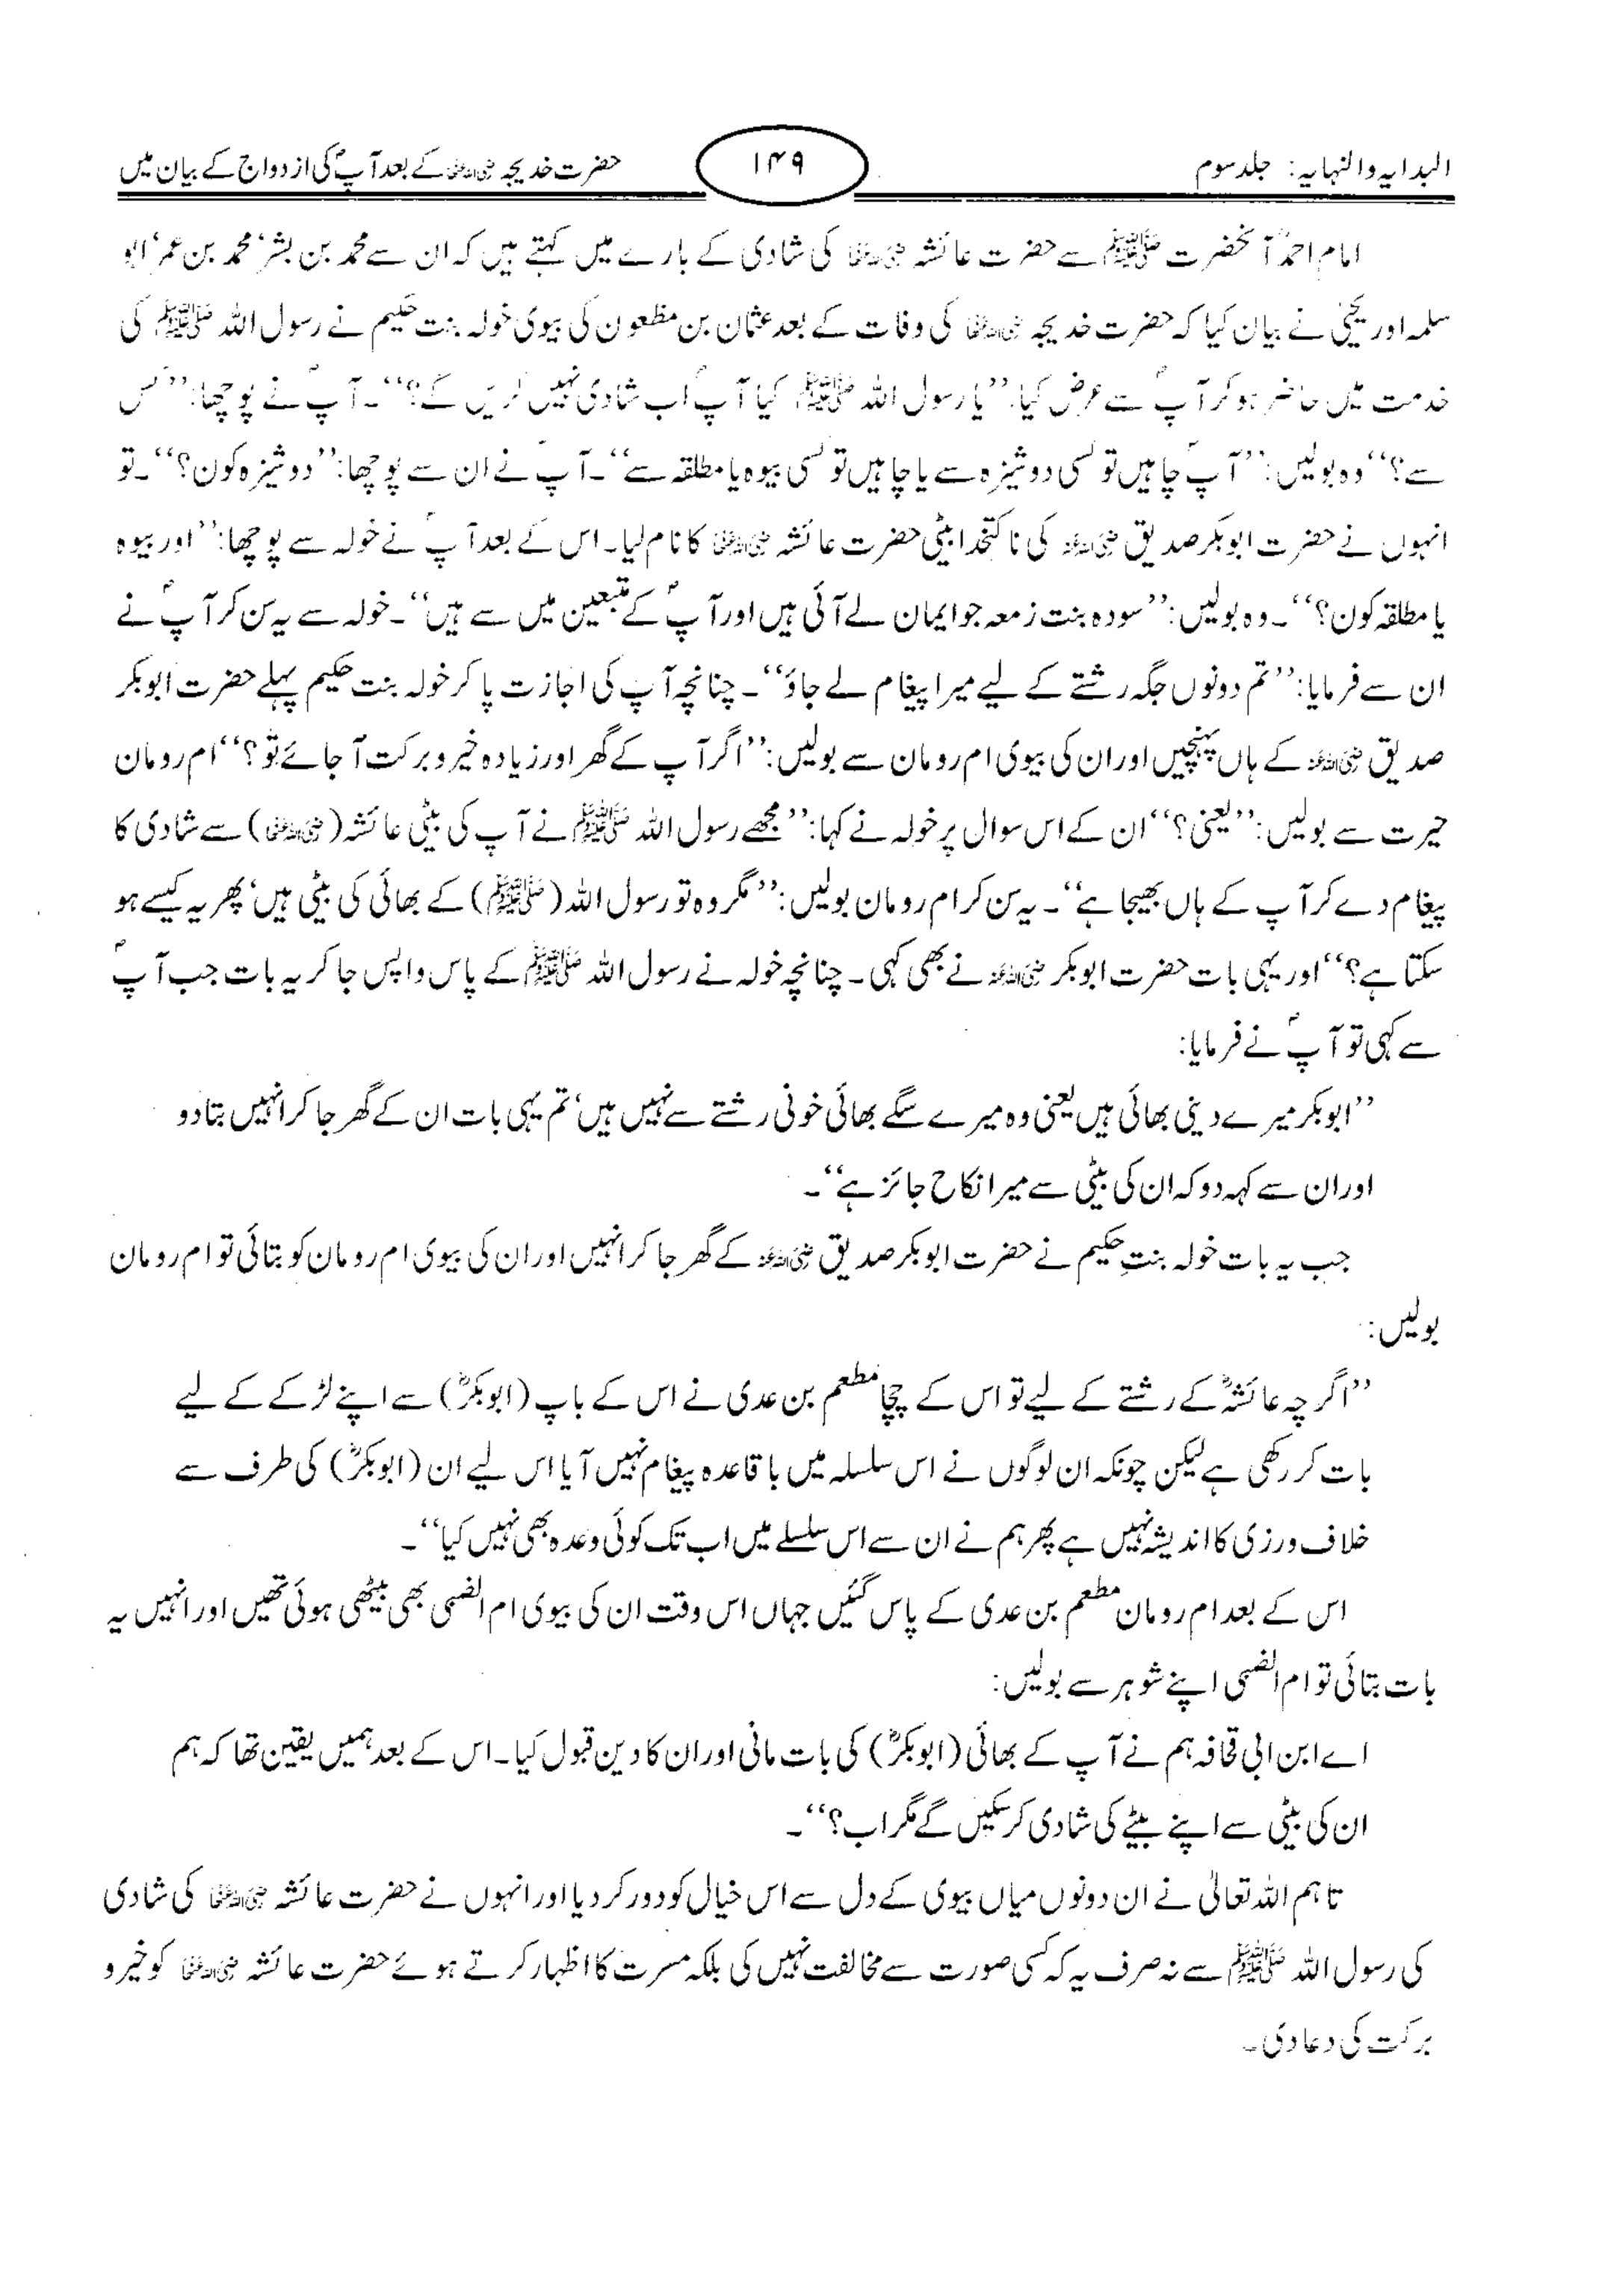 البدایہ والنہایہ: جلد سوم
۱۴۹
حضرت خدیجہ رضی اللہ عنہا کے بعد آپؐ کی ازدواج کے بیان میں
امام احمدؒ آنحضرت ﷺ سے حضرت عائشہ رضی اللہ عنہا کی شادی کے بارے میں کہتے ہیں کہ ان سے محمد بن بشر، محمد بن عمر، ابو
سلمہ اور یحییٰ نے بیان کیا کہ حضرت خدیجہ رضی اللہ عنہا کی وفات کے بعد عثمان بن مظعون کی بیوی خولہ بنت حکیم نے رسول اللہ ﷺ کی
خدمت میں حاضر ہو کر آپؐ سے عرض کیا: ’’یا رسول اللہ ﷺ کیا آپؐ اب شادی نہیں کریں گے؟‘‘۔ آپؐ نے پوچھا: ’’کس
سے؟‘‘ وہ بولیں: ’’آپؐ چاہیں تو کسی دوشیزہ سے یا چاہیں تو کسی بیوہ یا مطلقہ سے‘‘۔ آپؐ نے ان سے پوچھا: ’’دوشیزہ کون؟‘‘۔ تو
انہوں نے حضرت ابوبکر صدیق رضی اللہ عنہ کی ناکتخدا بیٹی حضرت عائشہ رضی اللہ عنہا کا نام لیا۔ اس کے بعد آپؐ نے خولہ سے پوچھا: ’’اور بیوہ
یا مطلقہ کون؟‘‘۔ وہ بولیں: ’’سودہ بنت زمعہ جو ایمان لے آئی ہیں اور آپؐ کے متبعین میں سے ہیں‘‘۔ خولہ سے یہ سن کر آپؐ نے
ان سے فرمایا: ’’تم دونوں جگہ رشتے کے لیے میرا پیغام لے جاؤ‘‘۔ چنانچہ آپ کی اجازت پا کر خولہ بنت حکیم پہلے حضرت ابوبکر
صدیق رضی اللہ عنہ کے ہاں پہنچیں اور ان کی بیوی ام رومان سے بولیں: ’’اگر آپ کے گھر اور زیادہ خیر و برکت آ جائے تو؟‘‘ ام رومان
حیرت سے بولیں: ’’یعنی؟‘‘ ان کے اس سوال پر خولہ نے کہا: ’’مجھے رسول اللہ ﷺ نے آپ کی بیٹی عائشہ (رضی اللہ عنہا) سے شادی کا
پیغام دے کر آپ کے ہاں بھیجا ہے‘‘۔ یہ سن کر ام رومان بولیں: ’’مگر وہ تو رسول اللہ (ﷺ) کے بھائی کی بیٹی ہیں، پھر یہ کیسے ہو
سکتا ہے؟‘‘ اور یہی بات حضرت ابوبکر رضی اللہ عنہ نے بھی کہی۔ چنانچہ خولہ نے رسول اللہ ﷺ کے پاس واپس جا کر یہ بات جب آپؐ
سے کہی تو آپؐ نے فرمایا:
’’ابوبکر میرے دینی بھائی ہیں یعنی وہ میرے سگے بھائی خونی رشتے سے نہیں ہیں، تم یہی بات ان کے گھر جا کر انہیں بتا دو
اور ان سے کہہ دو کہ ان کی بیٹی سے میرا نکاح جائز ہے‘‘۔
جب یہ بات خولہ بنتِ حکیم نے حضرت ابوبکر صدیق رضی اللہ عنہ کے گھر جا کر انہیں اور ان کی بیوی ام رومان کو بتائی تو ام رومان
بولیں:
’’اگرچہ عائشہؓ کے رشتے کے لیے تو اس کے چچا مطعم بن عدی نے اس کے باپ (ابوبکرؓ) سے اپنے لڑکے کے لیے
بات کر رکھی ہے لیکن چونکہ ان لوگوں نے اس سلسلہ میں باقاعدہ پیغام نہیں آیا اس لیے ان (ابوبکرؓ) کی طرف سے
خلاف ورزی کا اندیشہ نہیں ہے پھر ہم نے ان سے اس سلسلے میں اب تک کوئی وعدہ بھی نہیں کیا‘‘۔
اس کے بعد ام رومان مطعم بن عدی کے پاس گئیں جہاں اس وقت ان کی بیوی ام الضمی بھی بیٹھی ہوئی تھیں اور انہیں یہ
بات بتائی تو ام الضمی اپنے شوہر سے بولیں:
اے ابن ابی قحافہ ہم نے آپ کے بھائی (ابوبکرؓ) کی بات مانی اور ان کا دین قبول کیا۔ اس کے بعد ہمیں یقین تھا کہ ہم
ان کی بیٹی سے اپنے بیٹے کی شادی کر سکیں گے مگر اب؟‘‘۔
تاہم اللہ تعالیٰ نے ان دونوں میاں بیوی کے دل سے اس خیال کو دور کر دیا اور انہوں نے حضرت عائشہ رضی اللہ عنہا کی شادی
کی رسول اللہ ﷺ سے نہ صرف یہ کہ کسی صورت سے مخالفت نہیں کی بلکہ مسرت کا اظہار کرتے ہوئے حضرت عائشہ رضی اللہ عنہا کو خیر و
برکت کی دعا دی۔